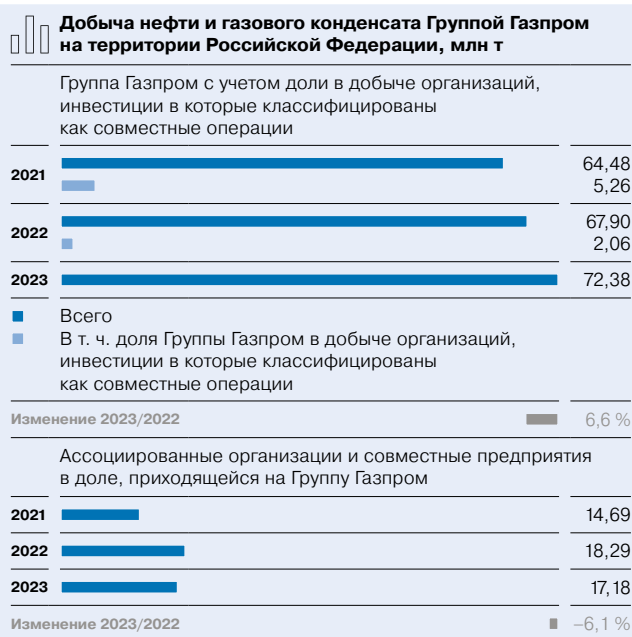 Добыча нефти и газового конденсата Группой Газпром
на территории Российской Федерации, млн т
Группа Газпром с учетом доли в добыче организаций,
инвестиции в которые классифицированы
как совместные операции
2021
64,48
5,26
2022
67,90
2,06
2023
72,38
Всего
В т. ч. доля Группы Газпром в добыче организаций,
инвестиции в которые классифицированы
как совместные операции
Изменение 2023/2022
6,6 %
Ассоциированные организации и совместные предприятия
в доле, приходящейся на Группу Газпром
2021
14,69
2022
18,29
2023
17,18
Изменение 2023/2022
–6,1 %